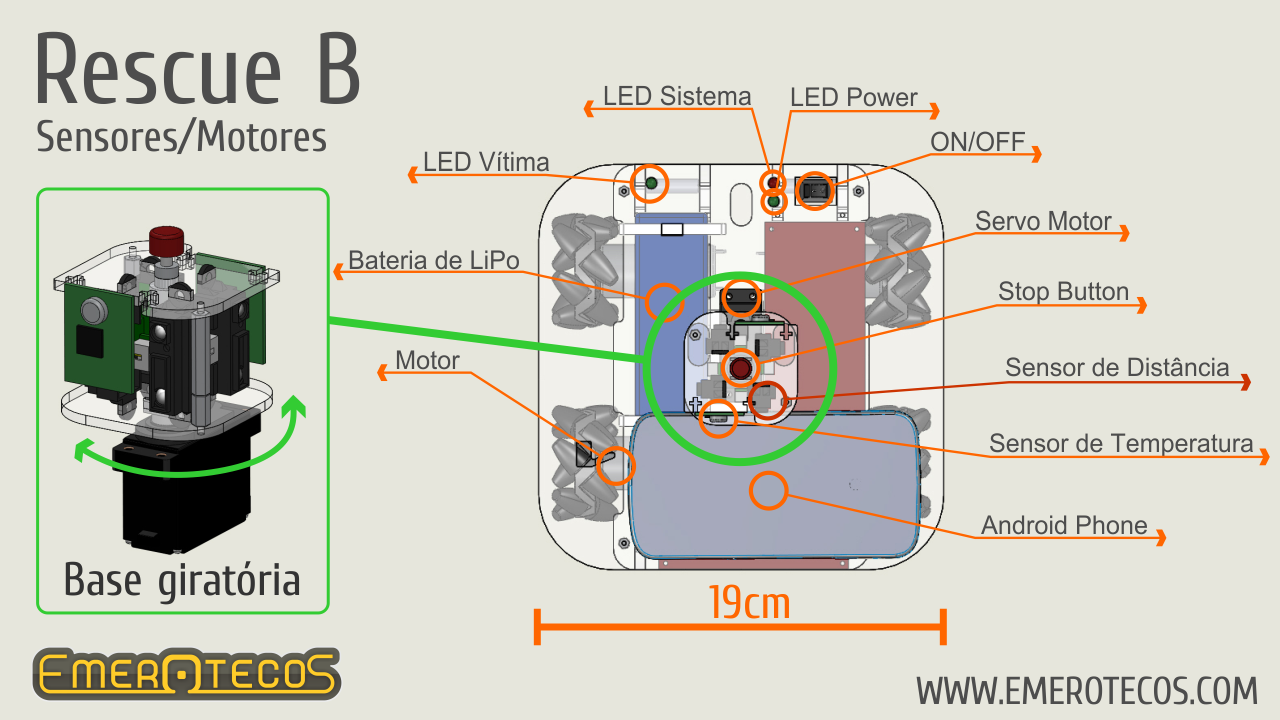 Rescue B
Sensores/Motores
LED Sistema
LED Power
ON/OFF
LED Vítima
Servo Motor
Bateria de LiPo
Stop Button
Motor
Sensor de Distância
Sensor de Temperatura
Android Phone
Base giratória
19cm
EMEROTECOS
WWW.EMEROTECOS.COM